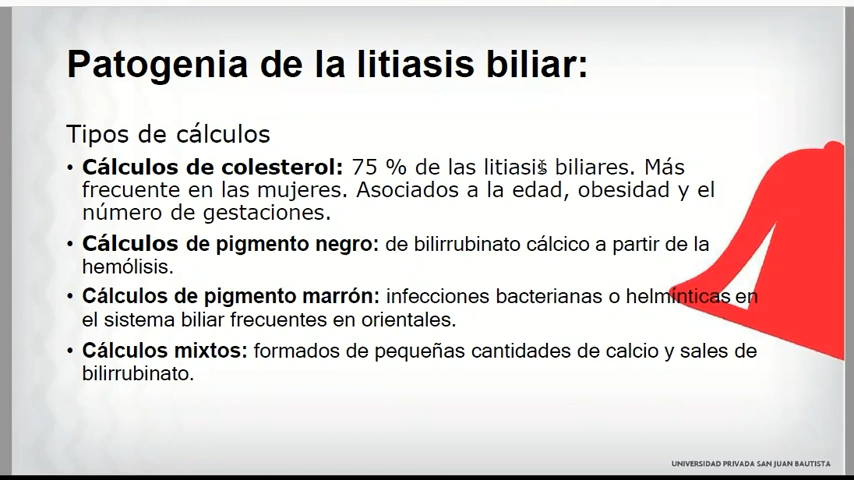 Patogenia de la litiasis biliar:
Tipos de cálculos
• Cálculos de colesterol: 75 % de las litiasis biliares. Más
frecuente en las mujeres. Asociados a la edad, obesidad y el
número de gestaciones.
• Cálculos de pigmento negro: de bilirrubinato cálcico a partir de la
hemólisis.
• Cálculos de pigmento marrón: infecciones bacterianas o helmínticas en
el sistema biliar frecuentes en orientales.
• Cálculos mixtos: formados de pequeñas cantidades de calcio y sales de
bilirrubinato.
UNIVERSIDAD PRIVADA SAN JUAN BAUTISTA